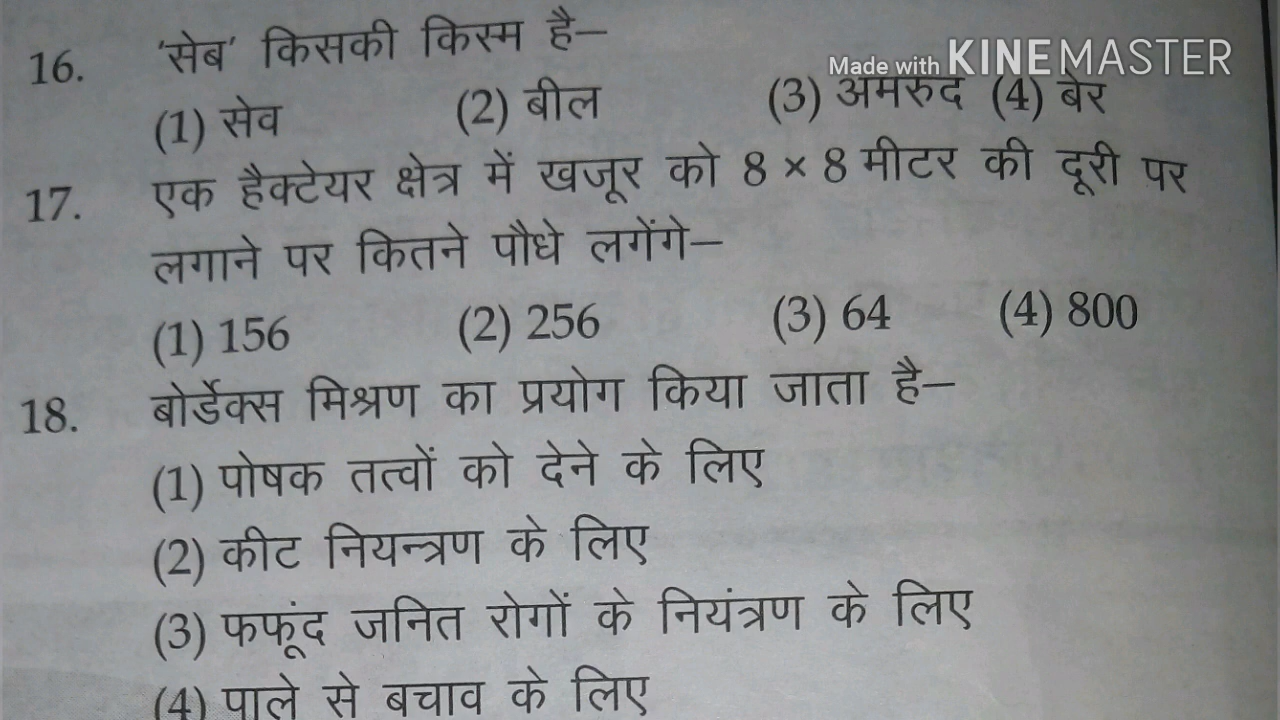 Made with KINEMASTER
16. 'सेब' किसकी किस्म है–
(1) सेव (2) बील (3) अमरुद (4) बेर
17. एक हैक्टेयर क्षेत्र में खजूर को 8 × 8 मीटर की दूरी पर
लगाने पर कितने पौधे लगेंगे–
(1) 156 (2) 256 (3) 64 (4) 800
18. बोर्डेक्स मिश्रण का प्रयोग किया जाता है–
(1) पोषक तत्वों को देने के लिए
(2) कीट नियन्त्रण के लिए
(3) फफूंद जनित रोगों के नियंत्रण के लिए
(4) पाले से बचाव के लिए